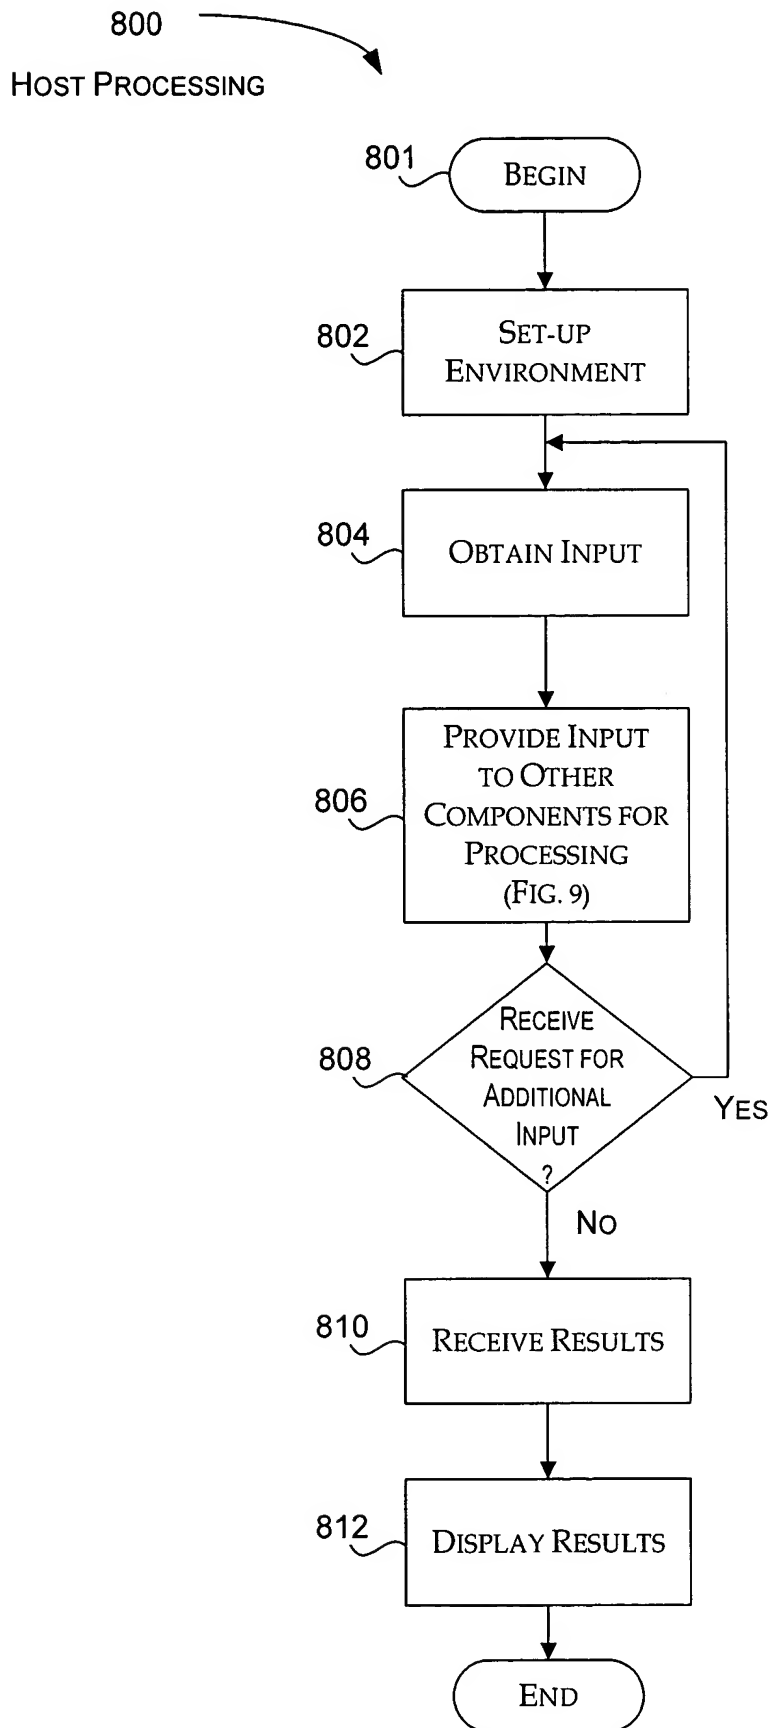 800
HOST PROCESSING
801
BEGIN
802
SET-UP
ENVIRONMENT
804
OBTAIN INPUT
806
PROVIDE INPUT
TO OTHER
COMPONENTS FOR
PROCESSING
(FIG. 9)
808
RECEIVE
REQUEST FOR
ADDITIONAL
INPUT
?
YES
NO
810
RECEIVE RESULTS
812
DISPLAY RESULTS
END